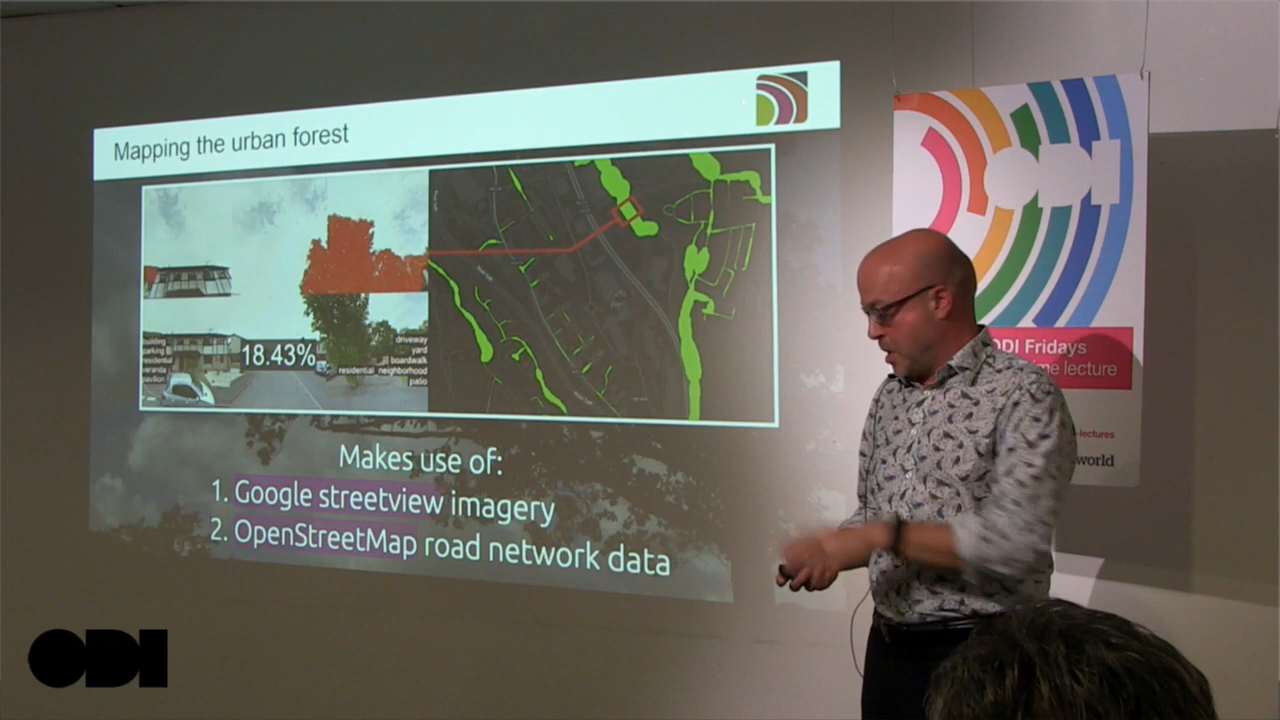 Mapping the urban forest
building
parking
residential
veranda
pavilion
18.43%
driveway
yard
boardwalk
residential neighborhood
patio
Makes use of:
1. Google streetview imagery
2. OpenStreetMap road network data
ODI Fridays
me lecture
-lectures
world
ODI